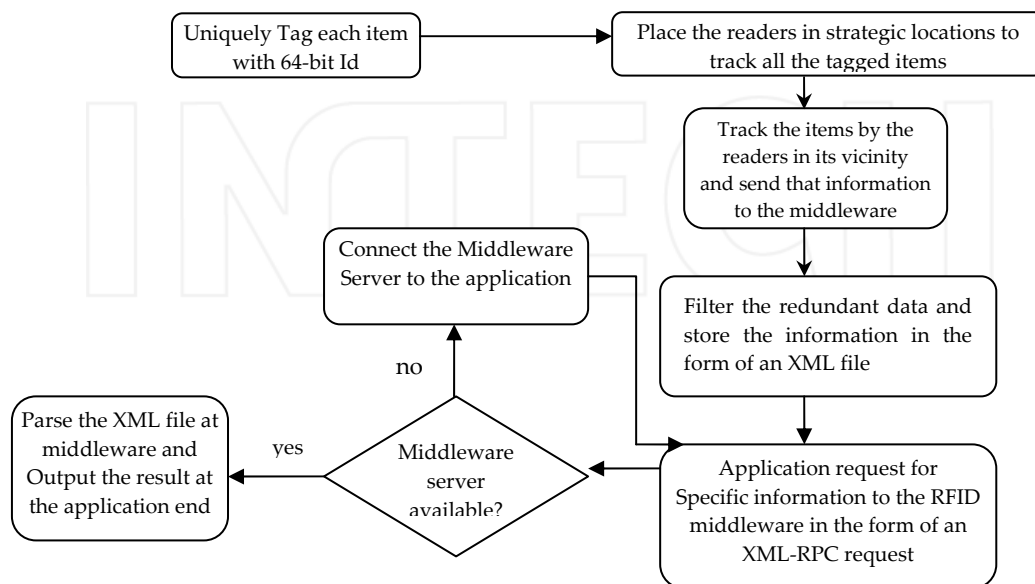 Uniquely Tag each item
with 64-bit Id
Place the readers in strategic locations to
track all the tagged items
Track the items by the
readers in its vicinity
and send that information
to the middleware
Filter the redundant data and
store the information in the
form of an XML file
Application request for
Specific information to the RFID
middleware in the form of an
XML-RPC request
Middleware
server
available?
no
Connect the Middleware
Server to the application
yes
Parse the XML file at
middleware and
Output the result at
the application end
INTECH